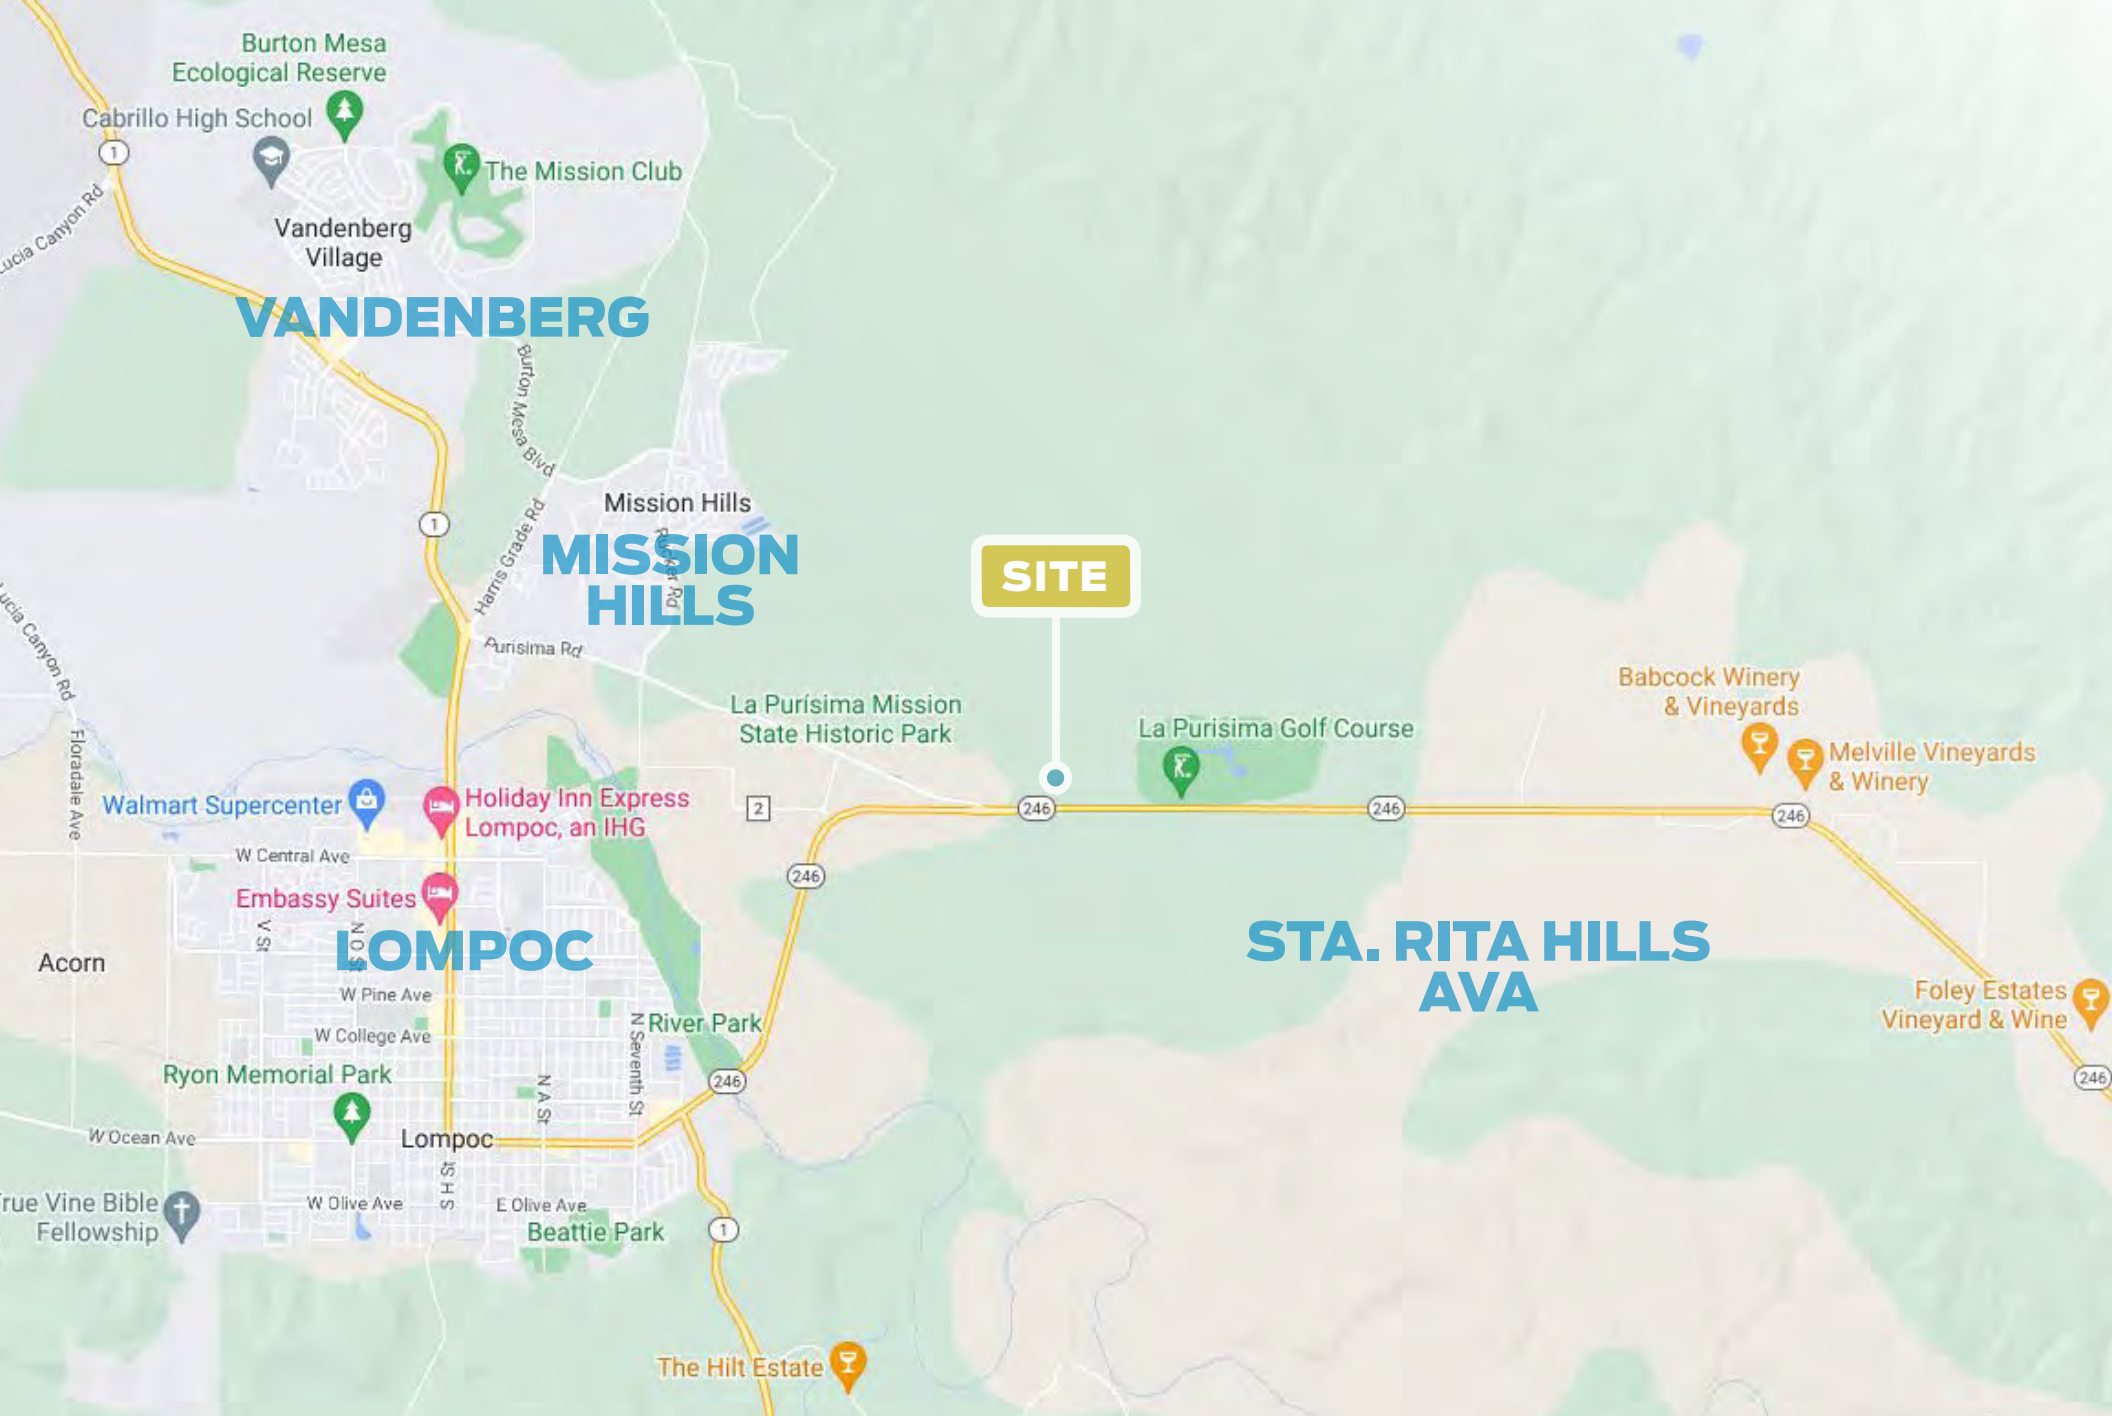 Burton Mesa
Ecological Reserve
Cabrillo High School
1
The Mission Club
Lucia Canyon Rd
Vandenberg
Village
VANDENBERG
Burton Mesa Blvd
Mission Hills
1
Harris Grade Rd
Rucker Rd
MISSION
HILLS
SITE
Purisima Rd
Lucia Canyon Rd
Floradale Ave
La Purísima Mission
State Historic Park
La Purisima Golf Course
Babcock Winery
& Vineyards
Melville Vineyards
& Winery
Walmart Supercenter
Holiday Inn Express
Lompoc, an IHG
2
246
246
246
W Central Ave
246
Embassy Suites
V St
N O St
LOMPOC
Acorn
STA. RITA HILLS
AVA
W Pine Ave
W College Ave
River Park
N Seventh St
Foley Estates
Vineyard & Wine
Ryon Memorial Park
246
246
N A St
W Ocean Ave
Lompoc
S H S
rue Vine Bible
Fellowship
W Olive Ave
E Olive Ave
Beattie Park
1
The Hilt Estate